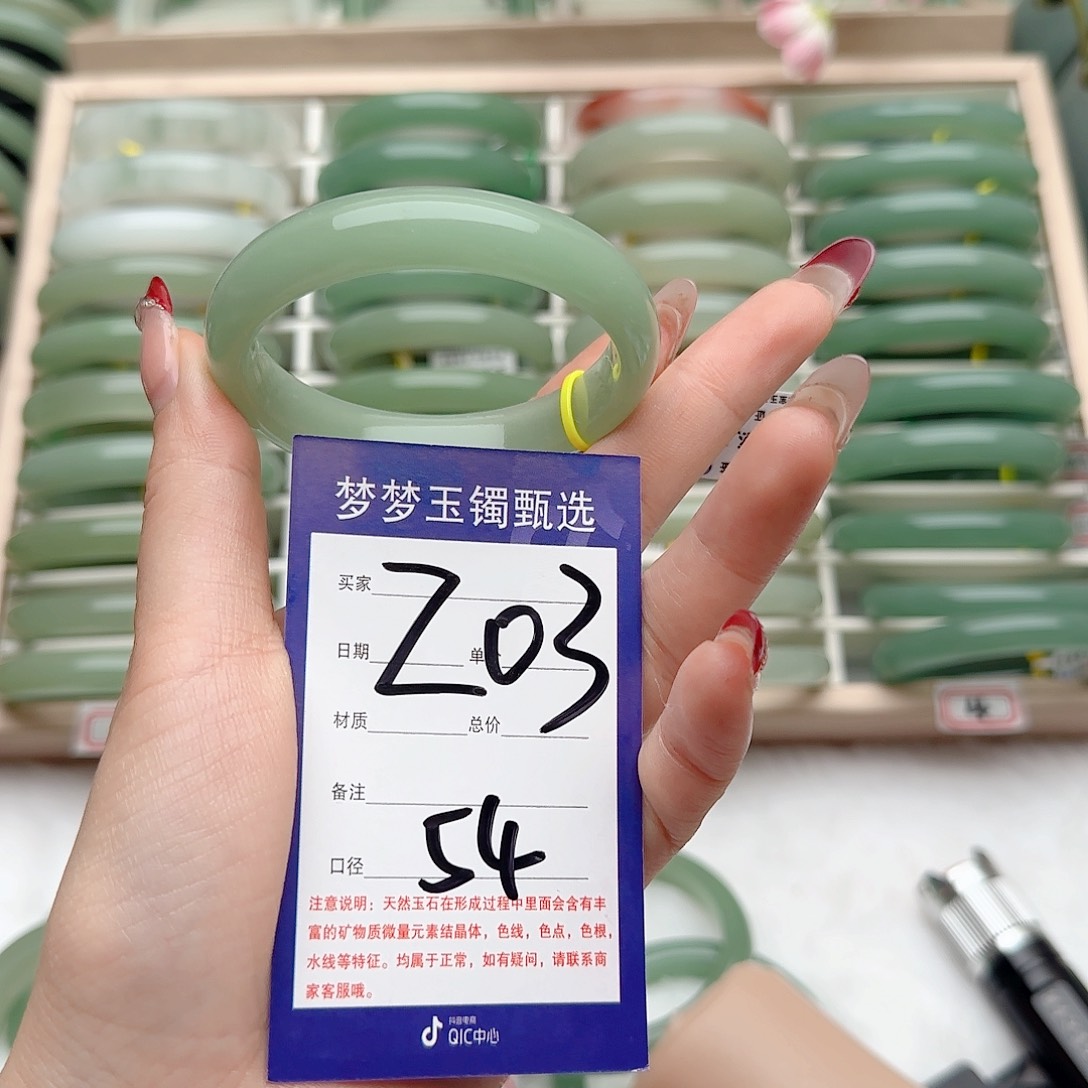 梦梦玉镯甄选
买家
Z03
日期 单
材质 总价
备注
口径 54
注意说明：天然玉石在形成过程中里面会含有丰
富的矿物质微量元素结晶体，色线，色点，色根，
水线等特征。均属于正常，如有疑问，请联系商
家客服哦。
抖音电商
QIC中心